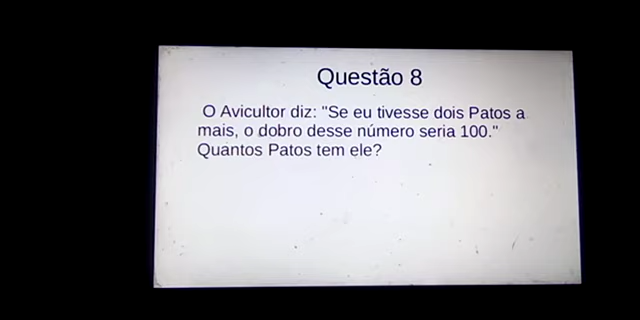 Questão 8
O Avicultor diz: "Se eu tivesse dois Patos a
mais, o dobro desse número seria 100."
Quantos Patos tem ele?